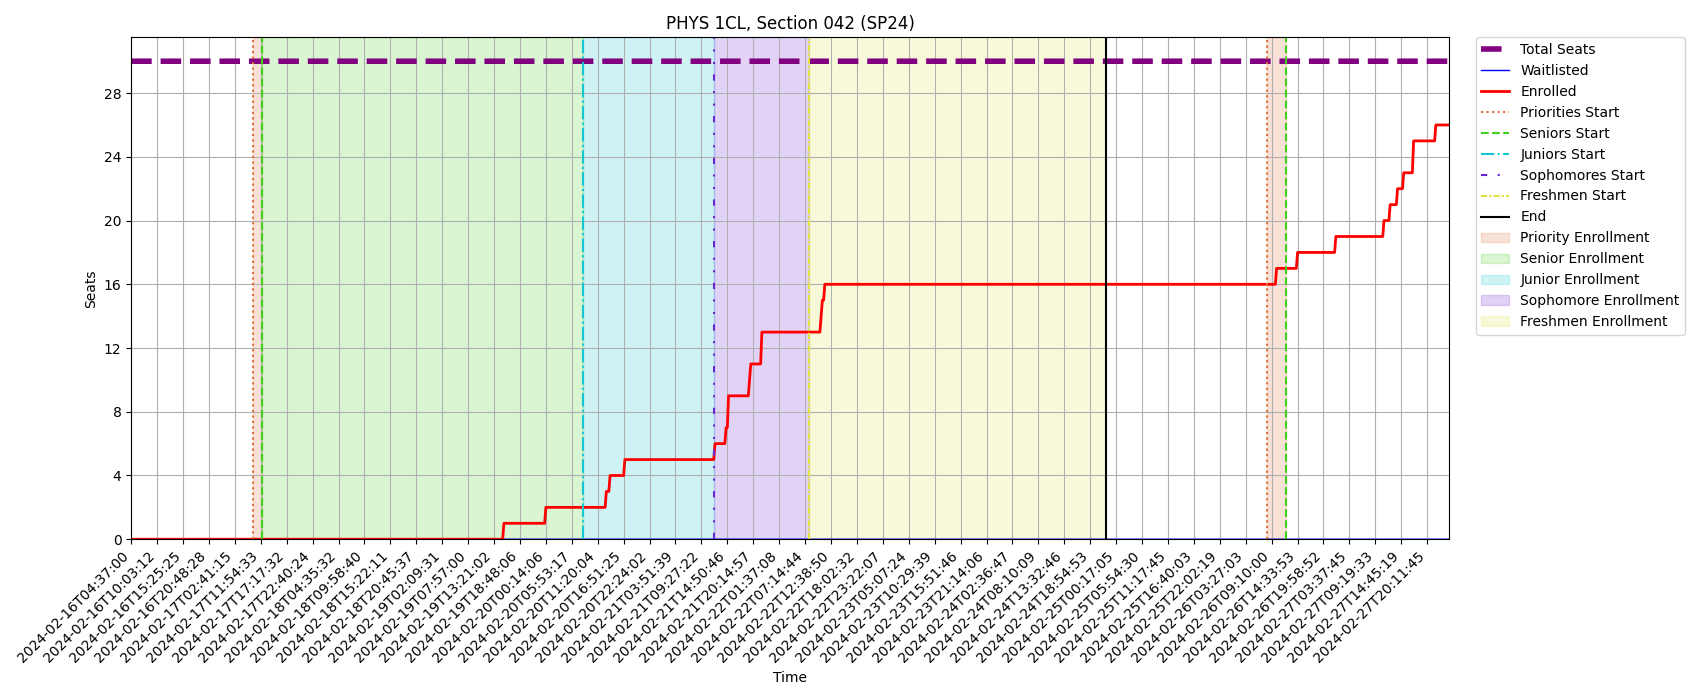 PHYS 1CL, Section 042 (SP24)
Total Seats
Waitlisted
Enrolled
Priorities Start
Seniors Start
Juniors Start
Sophomores Start
Freshmen Start
End
Priority Enrollment
Senior Enrollment
Junior Enrollment
Sophomore Enrollment
Freshmen Enrollment
Seats
28
24
20
16
12
8
4
0
2024-02-16T04:37:00
2024-02-16T10:03:12
2024-02-16T15:25:25
2024-02-16T20:48:28
2024-02-17T02:41:15
2024-02-17T11:54:33
2024-02-17T17:17:32
2024-02-17T22:40:24
2024-02-18T04:35:32
2024-02-18T09:58:40
2024-02-18T15:22:11
2024-02-18T20:45:37
2024-02-19T02:09:31
2024-02-19T07:57:00
2024-02-19T13:21:02
2024-02-19T18:48:06
2024-02-20T00:14:06
2024-02-20T05:53:17
2024-02-20T11:20:04
2024-02-20T16:51:25
2024-02-20T22:24:02
2024-02-21T03:51:39
2024-02-21T09:27:22
2024-02-21T14:50:46
2024-02-21T20:14:57
2024-02-22T01:37:08
2024-02-22T07:14:44
2024-02-22T12:38:50
2024-02-22T18:02:32
2024-02-22T23:22:07
2024-02-23T05:07:24
2024-02-23T10:29:39
2024-02-23T15:51:46
2024-02-23T21:14:06
2024-02-24T02:36:47
2024-02-24T08:10:09
2024-02-24T13:32:46
2024-02-24T18:54:53
2024-02-25T00:17:05
2024-02-25T05:54:30
2024-02-25T11:17:45
2024-02-25T16:40:03
2024-02-25T22:02:19
2024-02-26T03:27:03
2024-02-26T09:10:00
2024-02-26T14:33:53
2024-02-26T19:58:52
2024-02-27T03:37:45
2024-02-27T09:19:33
2024-02-27T14:45:19
2024-02-27T20:11:45
Time